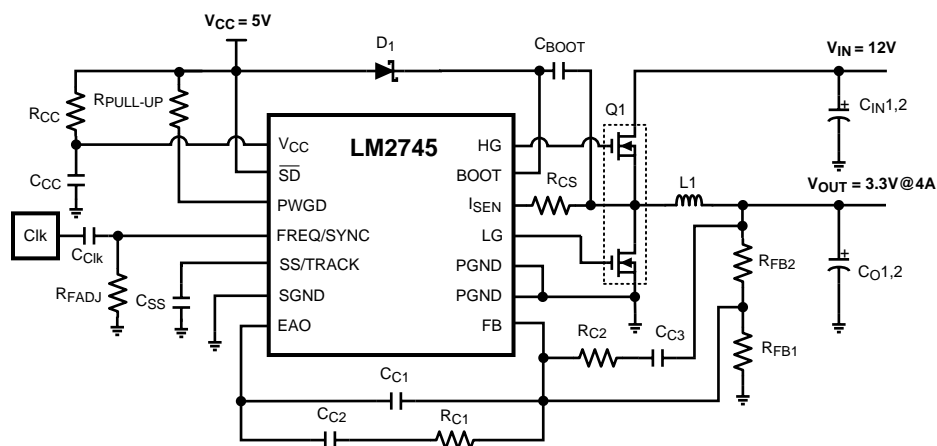 VCC = 5V
D1
CBOOT
VIN = 12V
RCC
RPULL-UP
Q1
CIN1,2
+
LM2745
VCC
HG
SD
BOOT
CCC
RCS
L1
VOUT = 3.3V@4A
PWGD
ISEN
Clk
CClk
FREQ/SYNC
LG
+
SS/TRACK
PGND
RFB2
CO1,2
RFADJ
CSS
SGND
PGND
EAO
FB
RC2
CC3
RFB1
CC1
CC2
RC1